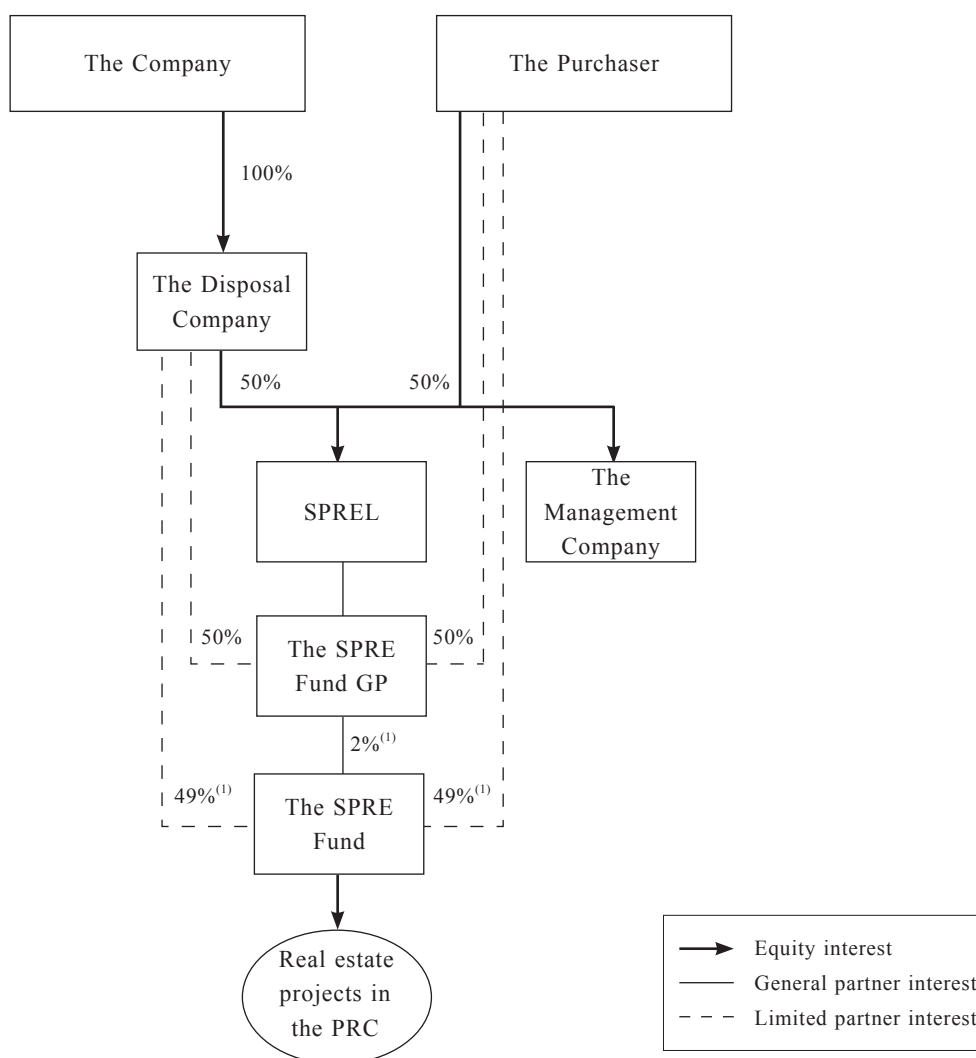 The Company
The Purchaser
100%
The Disposal
Company
50%
50%
SPREL
The
Management
Company
50%
50%
The SPRE
Fund GP
2%(1)
49%(1)
49%(1)
The SPRE
Fund
Real estate
projects in
the PRC
Equity interest
General partner interest
Limited partner interest